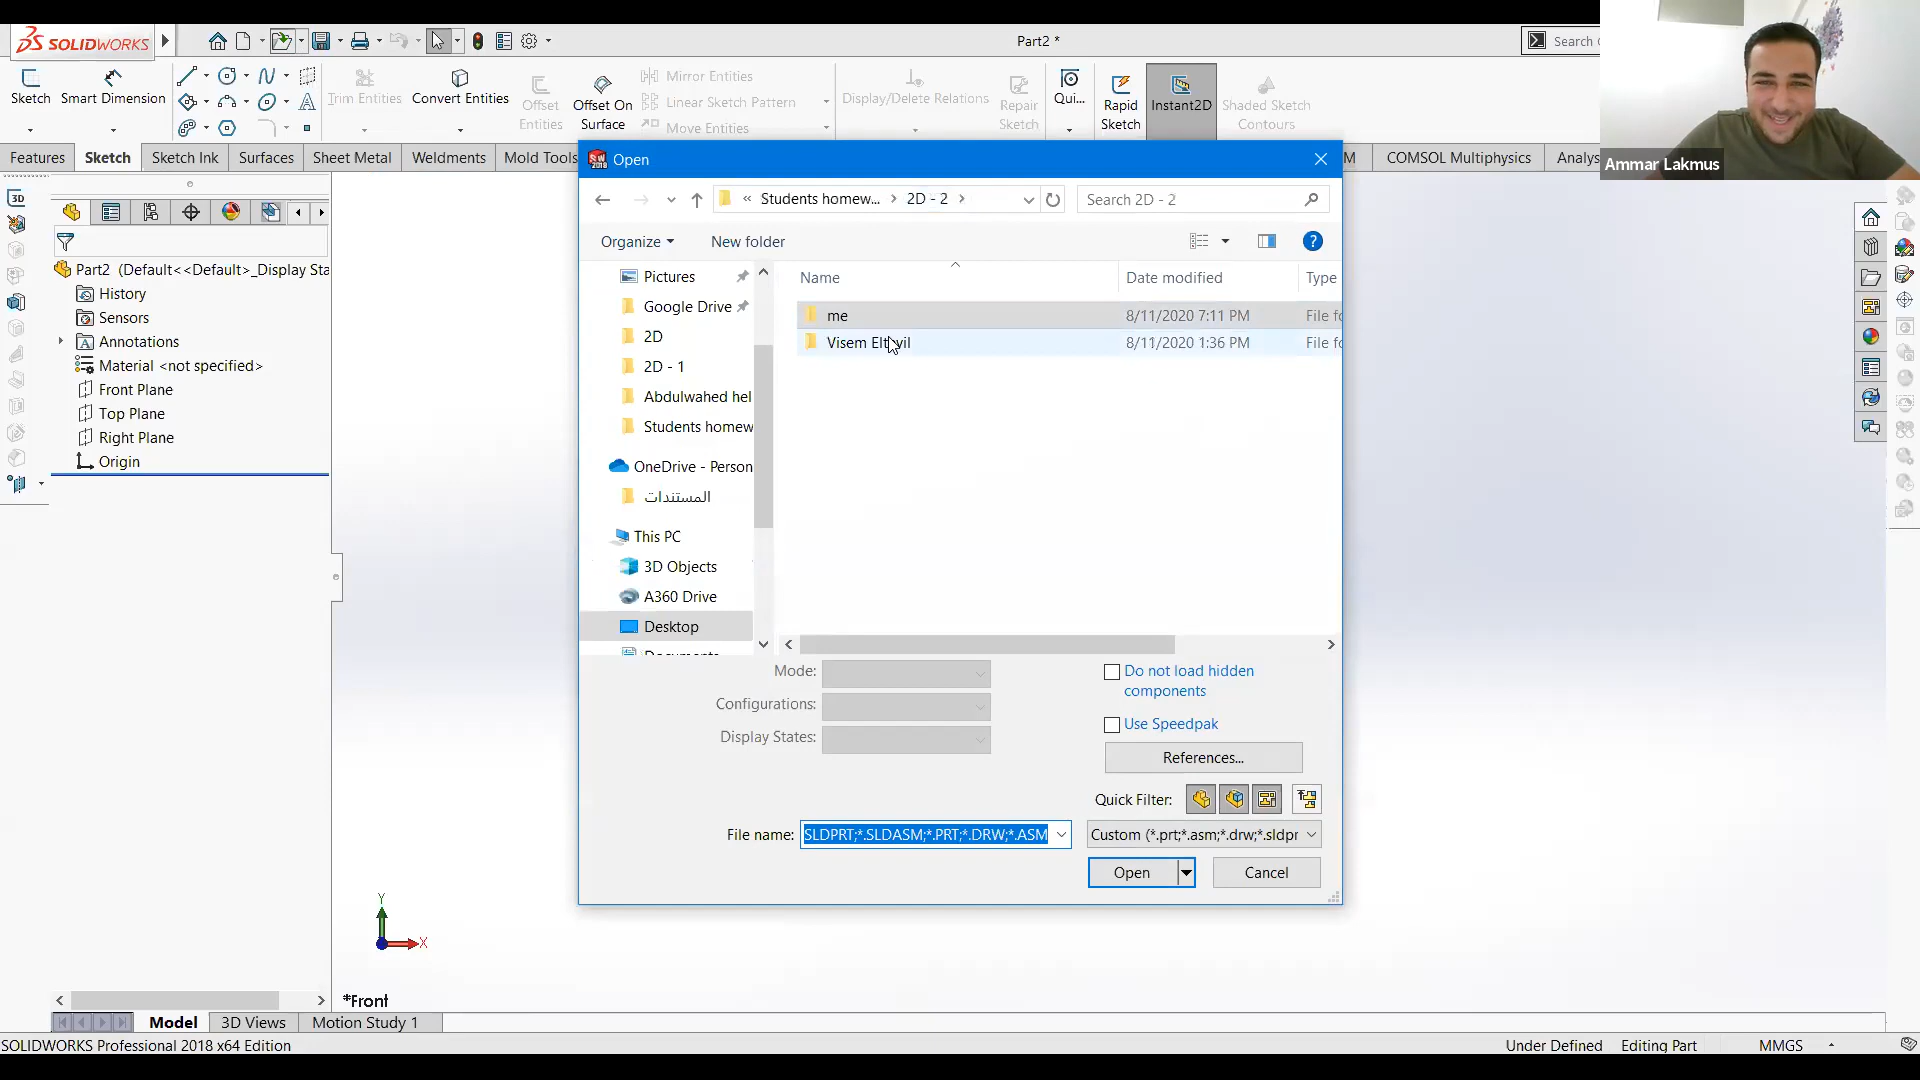 SOLIDWORKS
Part2 *
Search C
Ammar Lakmus
Sketch
Smart Dimension
Trim Entities
Convert Entities
Offset Entities
Offset On Surface
Mirror Entities
Linear Sketch Pattern
Move Entities
Display/Delete Relations
Repair Sketch
Qui...
Rapid Sketch
Instant2D
Shaded Sketch Contours
Features
Sketch
Sketch Ink
Surfaces
Sheet Metal
Weldments
Mold Tools
M
COMSOL Multiphysics
Analys
Part2 (Default<<Default>_Display Sta
History
Sensors
Annotations
Material <not specified>
Front Plane
Top Plane
Right Plane
Origin
Open
« Students homew... > 2D - 2 >
Search 2D - 2
Organize
New folder
Pictures
Google Drive
2D
2D - 1
Abdulwahed hel
Students homew
OneDrive - Person
المستندات
This PC
3D Objects
A360 Drive
Desktop
Name
Date modified
Type
me
8/11/2020 7:11 PM
File fo
8/11/2020 1:36 PM
File fo
Visem
Mode:
Configurations:
Display States:
Do not load hidden
components
Use Speedpak
References...
Quick Filter:
File name:
SLDPRT;*.SLDASM;*.PRT;*.DRW;*.ASM
Custom (*.prt;*.asm;*.drw;*.sldpr
Open
Cancel
Y
X
*Front
Model
3D Views
Motion Study 1
SOLIDWORKS Professional 2018 x64 Edition
Under Defined
Editing Part
MMGS